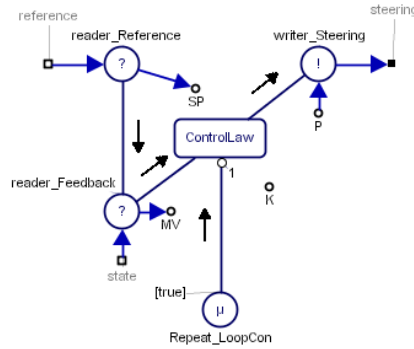 reference
steering
reader_Reference
writer_Steering
?
!
SP
P
ControlLaw
reader_Feedback
1
?
K
MV
state
[true]
µ
Repeat_LoopCon